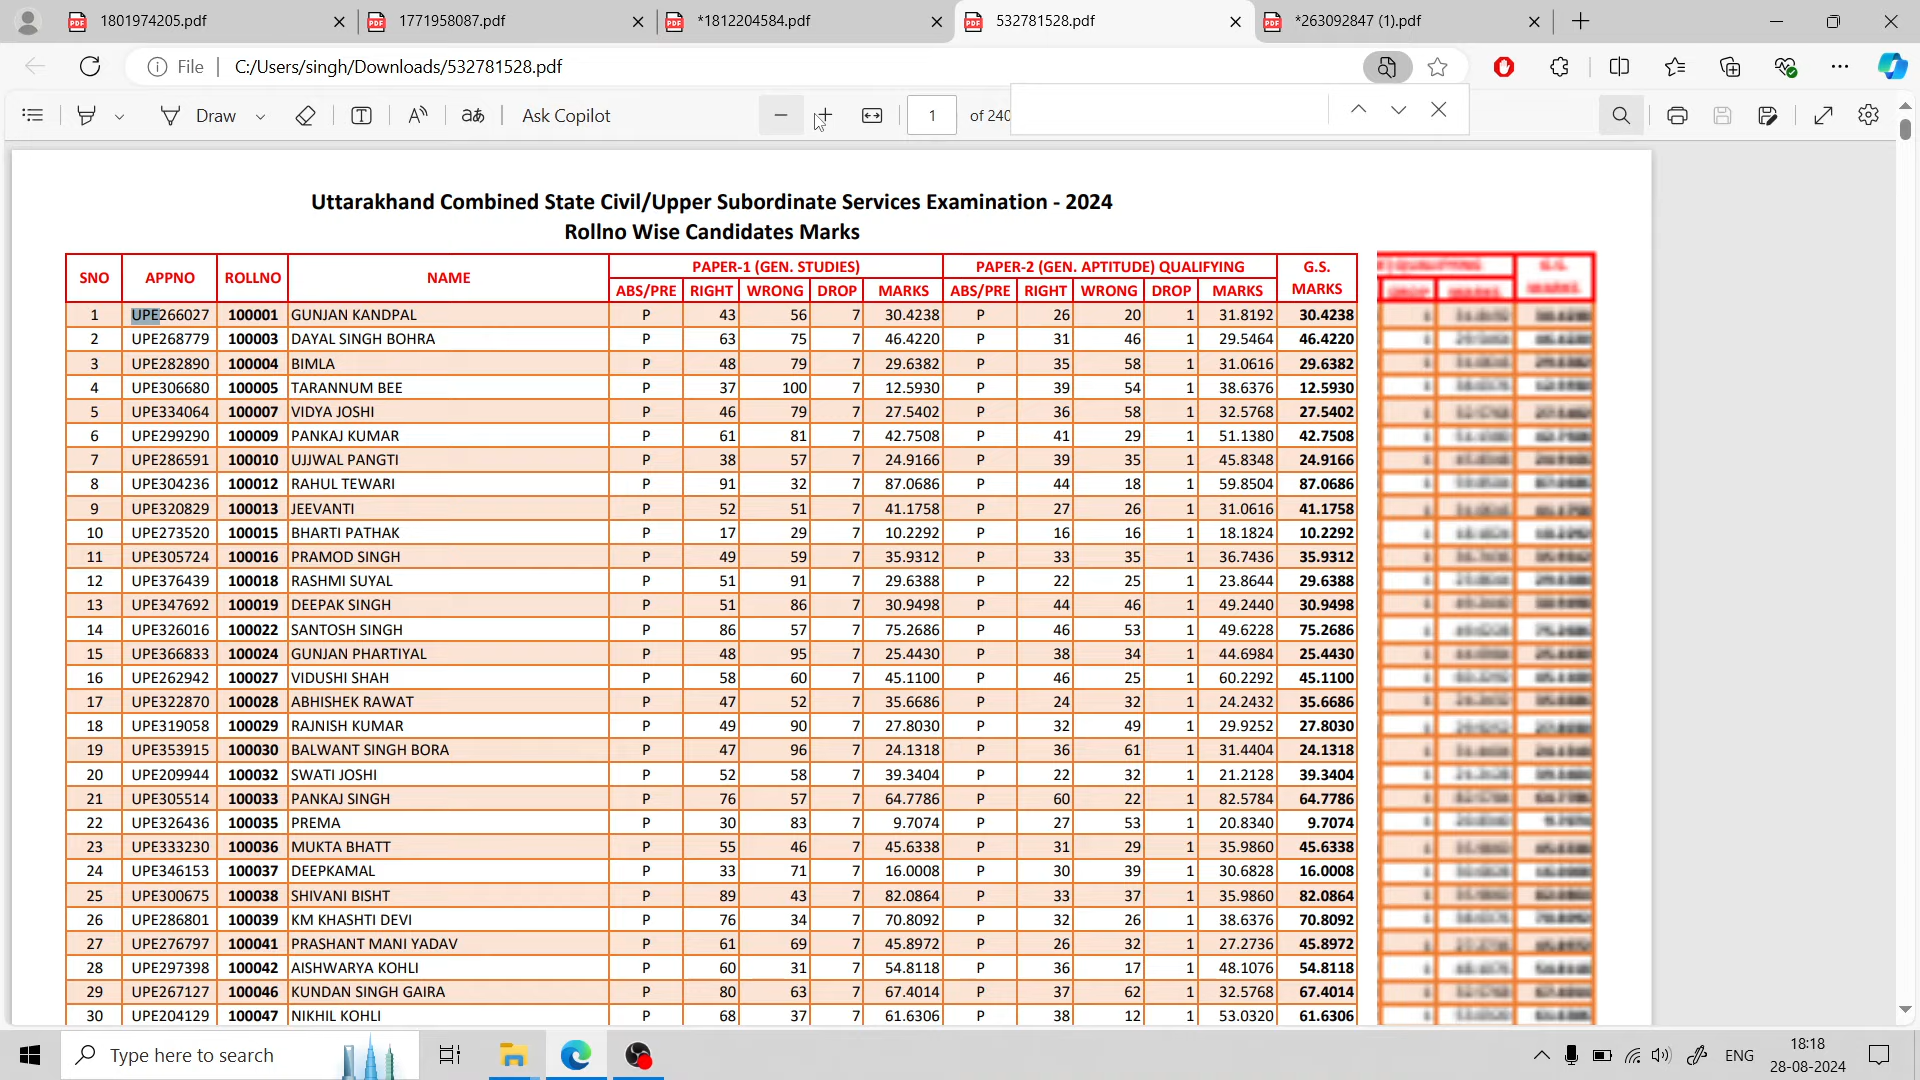 1801974205.pdf
1771958087.pdf
*1812204584.pdf
532781528.pdf
*263092847 (1).pdf
File C:/Users/singh/Downloads/532781528.pdf
Draw aあ Ask Copilot 1 of 240
Uttarakhand Combined State Civil/Upper Subordinate Services Examination - 2024
Rollno Wise Candidates Marks
SNO APPNO ROLLNO NAME PAPER-1 (GEN. STUDIES) PAPER-2 (GEN. APTITUDE) QUALIFYING G.S. MARKS
ABS/PRE RIGHT WRONG DROP MARKS ABS/PRE RIGHT WRONG DROP MARKS
1 UPE266027 100001 GUNJAN KANDPAL P 43 56 7 30.4238 P 26 20 1 31.8192 30.4238
2 UPE268779 100003 DAYAL SINGH BOHRA P 63 75 7 46.4220 P 31 46 1 29.5464 46.4220
3 UPE282890 100004 BIMLA P 48 79 7 29.6382 P 35 58 1 31.0616 29.6382
4 UPE306680 100005 TARANNUM BEE P 37 100 7 12.5930 P 39 54 1 38.6376 12.5930
5 UPE334064 100007 VIDYA JOSHI P 46 79 7 27.5402 P 36 58 1 32.5768 27.5402
6 UPE299290 100009 PANKAJ KUMAR P 61 81 7 42.7508 P 41 29 1 51.1380 42.7508
7 UPE286591 100010 UJJWAL PANGTI P 38 57 7 24.9166 P 39 35 1 45.8348 24.9166
8 UPE304236 100012 RAHUL TEWARI P 91 32 7 87.0686 P 44 18 1 59.8504 87.0686
9 UPE320829 100013 JEEVANTI P 52 51 7 41.1758 P 27 26 1 31.0616 41.1758
10 UPE273520 100015 BHARTI PATHAK P 17 29 7 10.2292 P 16 16 1 18.1824 10.2292
11 UPE305724 100016 PRAMOD SINGH P 49 59 7 35.9312 P 33 35 1 36.7436 35.9312
12 UPE376439 100018 RASHMI SUYAL P 51 91 7 29.6388 P 22 25 1 23.8644 29.6388
13 UPE347692 100019 DEEPAK SINGH P 51 86 7 30.9498 P 44 46 1 49.2440 30.9498
14 UPE326016 100022 SANTOSH SINGH P 86 57 7 75.2686 P 46 53 1 49.6228 75.2686
15 UPE366833 100024 GUNJAN PHARTIYAL P 48 95 7 25.4430 P 38 34 1 44.6984 25.4430
16 UPE262942 100027 VIDUSHI SHAH P 58 60 7 45.1100 P 46 25 1 60.2292 45.1100
17 UPE322870 100028 ABHISHEK RAWAT P 47 52 7 35.6686 P 24 32 1 24.2432 35.6686
18 UPE319058 100029 RAJNISH KUMAR P 49 90 7 27.8030 P 32 49 1 29.9252 27.8030
19 UPE353915 100030 BALWANT SINGH BORA P 47 96 7 24.1318 P 36 61 1 31.4404 24.1318
20 UPE209944 100032 SWATI JOSHI P 52 58 7 39.3404 P 22 32 1 21.2128 39.3404
21 UPE305514 100033 PANKAJ SINGH P 76 57 7 64.7786 P 60 22 1 82.5784 64.7786
22 UPE326436 100035 PREMA P 30 83 7 9.7074 P 27 53 1 20.8340 9.7074
23 UPE333230 100036 MUKTA BHATT P 55 46 7 45.6338 P 31 29 1 35.9860 45.6338
24 UPE346153 100037 DEEPKAMAL P 33 71 7 16.0008 P 30 39 1 30.6828 16.0008
25 UPE300675 100038 SHIVANI BISHT P 89 43 7 82.0864 P 33 37 1 35.9860 82.0864
26 UPE286801 100039 KM KHASHTI DEVI P 76 34 7 70.8092 P 32 26 1 38.6376 70.8092
27 UPE276797 100041 PRASHANT MANI YADAV P 61 69 7 45.8972 P 26 32 1 27.2736 45.8972
28 UPE297398 100042 AISHWARYA KOHLI P 60 31 7 54.8118 P 36 17 1 48.1076 54.8118
29 UPE267127 100046 KUNDAN SINGH GAIRA P 80 63 7 67.4014 P 37 62 1 32.5768 67.4014
30 UPE204129 100047 NIKHIL KOHLI P 68 37 7 61.6306 P 38 12 1 53.0320 61.6306
Type here to search
ENG
18:18
28-08-2024